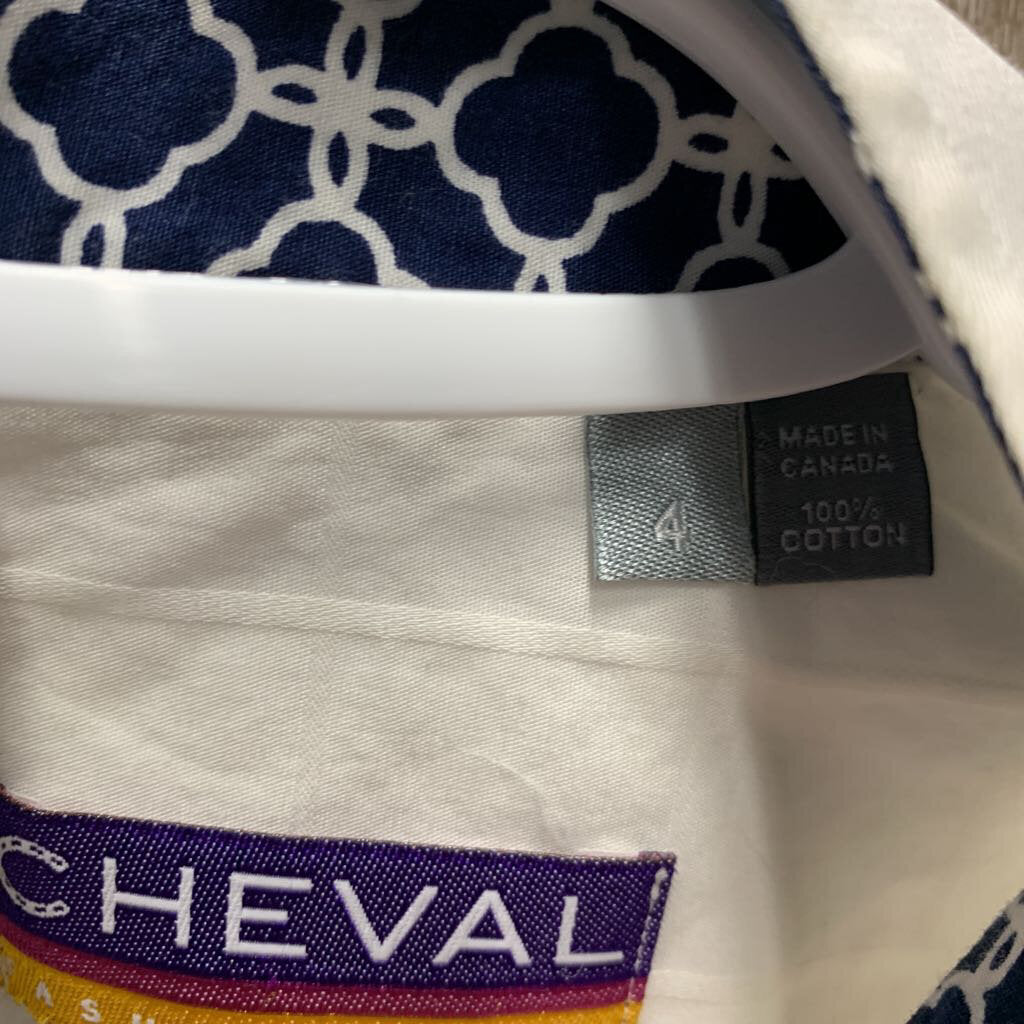 4
MADE IN
CANADA
100%
COTTON
CHEVAL